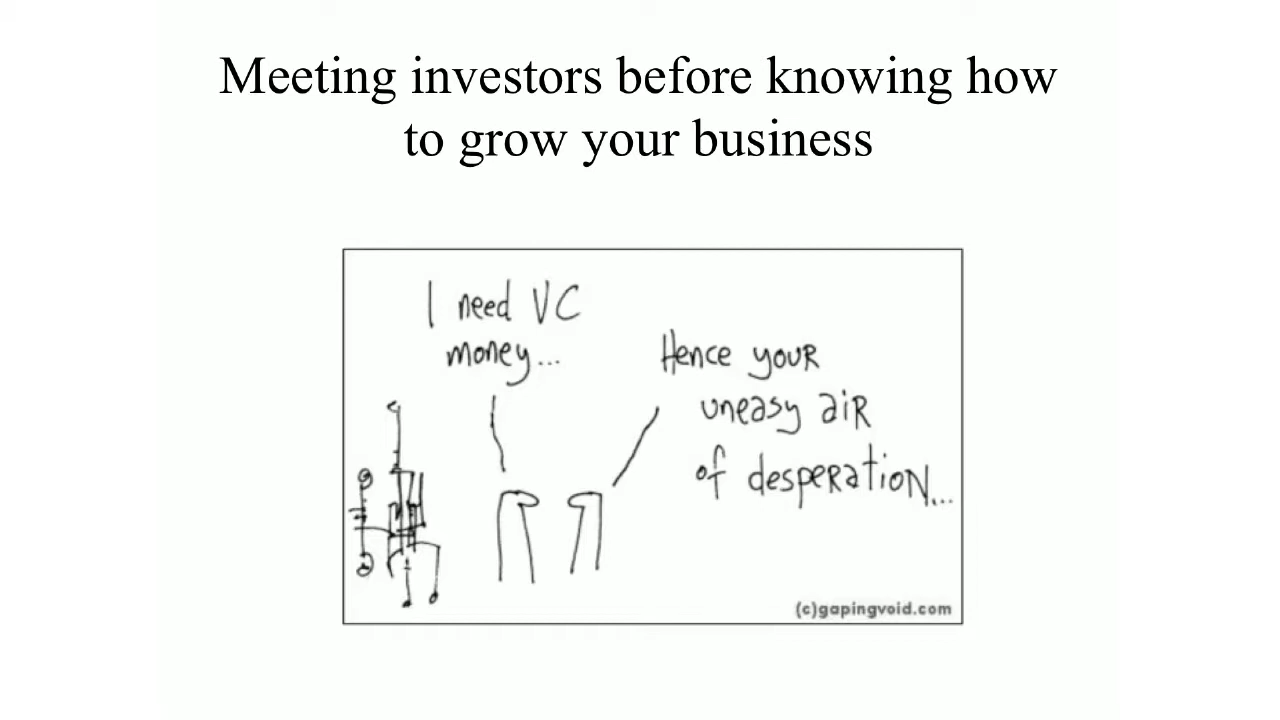 Meeting investors before knowing how
to grow your business
I need VC
money...
Hence your
uneasy air
of desperation...
(c)gapingvoid.com